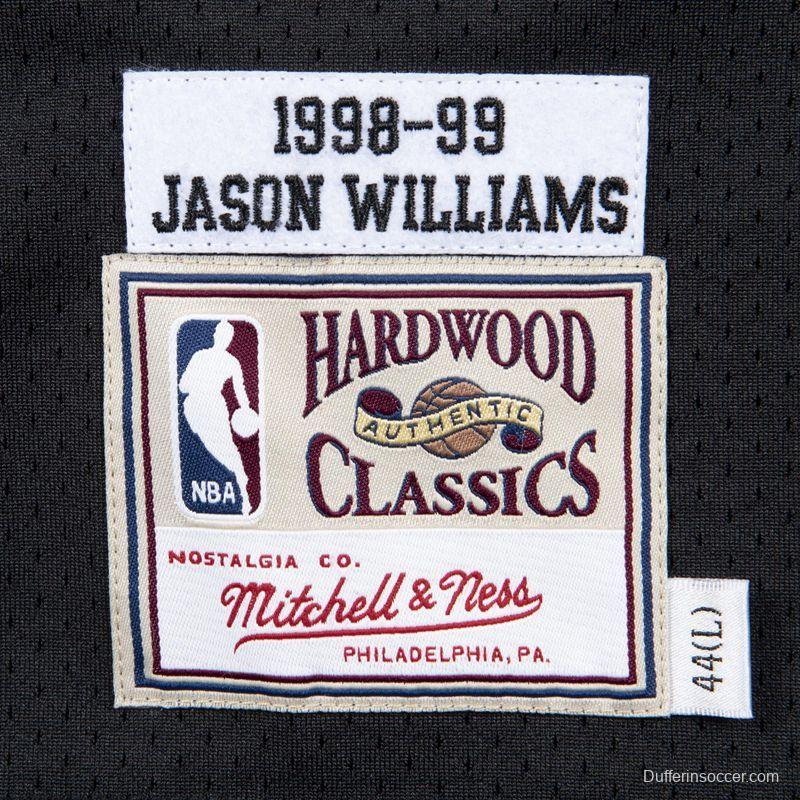 1998-99
JASON WILLIAMS
HARDWOOD
AUTHENTIC
CLASSICS
NBA
NOSTALGIA CO.
Mitchell & Ness
PHILADELPHIA, PA.
44(L)
Dufferinsoccer.com